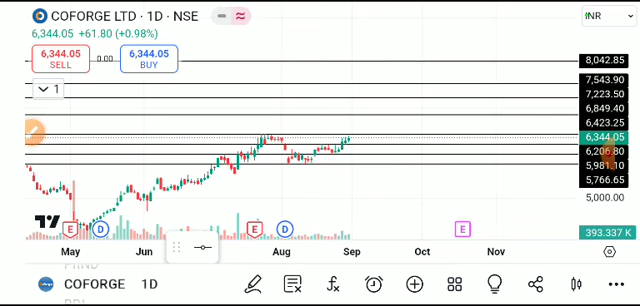 COFORGE LTD · 1D · NSE
INR
6,344.05 +61.80 (+0.98%)
6,344.05 SELL
0.00
6,344.05 BUY
1
8,042.85
7,543.90
7,223.50
6,849.40
6,423.25
6,344.05
6,206.80
5,981.10
5,766.65
5,000.00
393.337 K
E D E D E
May Jun Aug Sep Oct Nov
COFORGE 1D